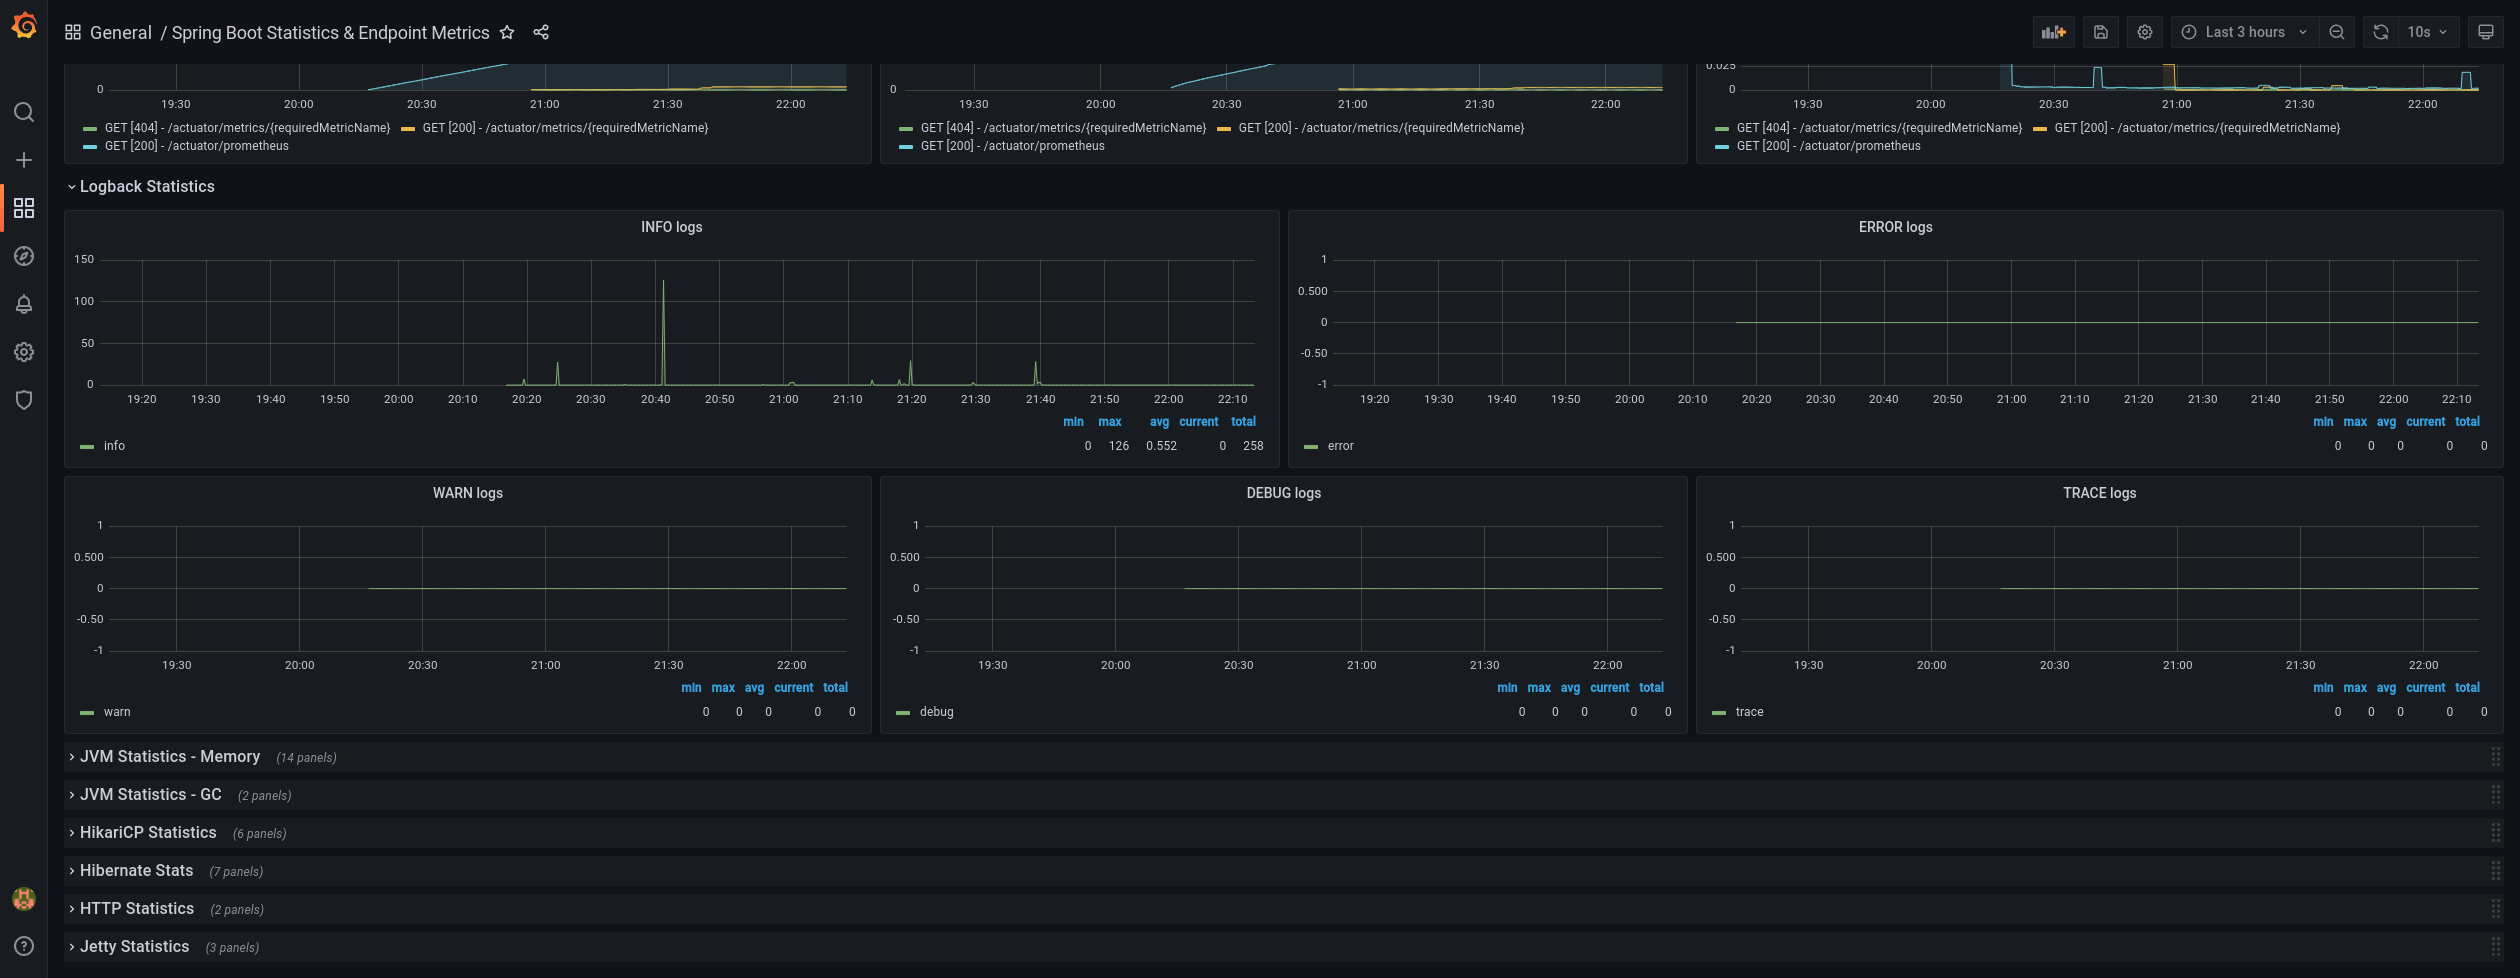 General / Spring Boot Statistics & Endpoint Metrics
Last 3 hours
10s
0
19:30 20:00 20:30 21:00 21:30 22:00
GET [404] - /actuator/metrics/{requiredMetricName} GET [200] - /actuator/metrics/{requiredMetricName}
GET [200] - /actuator/prometheus
0
19:30 20:00 20:30 21:00 21:30 22:00
GET [404] - /actuator/metrics/{requiredMetricName} GET [200] - /actuator/metrics/{requiredMetricName}
GET [200] - /actuator/prometheus
0.025
0
19:30 20:00 20:30 21:00 21:30 22:00
GET [404] - /actuator/metrics/{requiredMetricName} GET [200] - /actuator/metrics/{requiredMetricName}
GET [200] - /actuator/prometheus
Logback Statistics
INFO logs
150
100
50
0
19:20 19:30 19:40 19:50 20:00 20:10 20:20 20:30 20:40 20:50 21:00 21:10 21:20 21:30 21:40 21:50 22:00 22:10
min max avg current total
info 0 126 0.552 0 258
ERROR logs
1
0.500
0
-0.50
-1
19:20 19:30 19:40 19:50 20:00 20:10 20:20 20:30 20:40 20:50 21:00 21:10 21:20 21:30 21:40 21:50 22:00 22:10
min max avg current total
error 0 0 0 0 0
WARN logs
1
0.500
0
-0.50
-1
19:30 20:00 20:30 21:00 21:30 22:00
min max avg current total
warn 0 0 0 0 0
DEBUG logs
1
0.500
0
-0.50
-1
19:30 20:00 20:30 21:00 21:30 22:00
min max avg current total
debug 0 0 0 0 0
TRACE logs
1
0.500
0
-0.50
-1
19:30 20:00 20:30 21:00 21:30 22:00
min max avg current total
trace 0 0 0 0 0
JVM Statistics - Memory (14 panels)
JVM Statistics - GC (2 panels)
HikariCP Statistics (6 panels)
Hibernate Stats (7 panels)
HTTP Statistics (2 panels)
Jetty Statistics (3 panels)